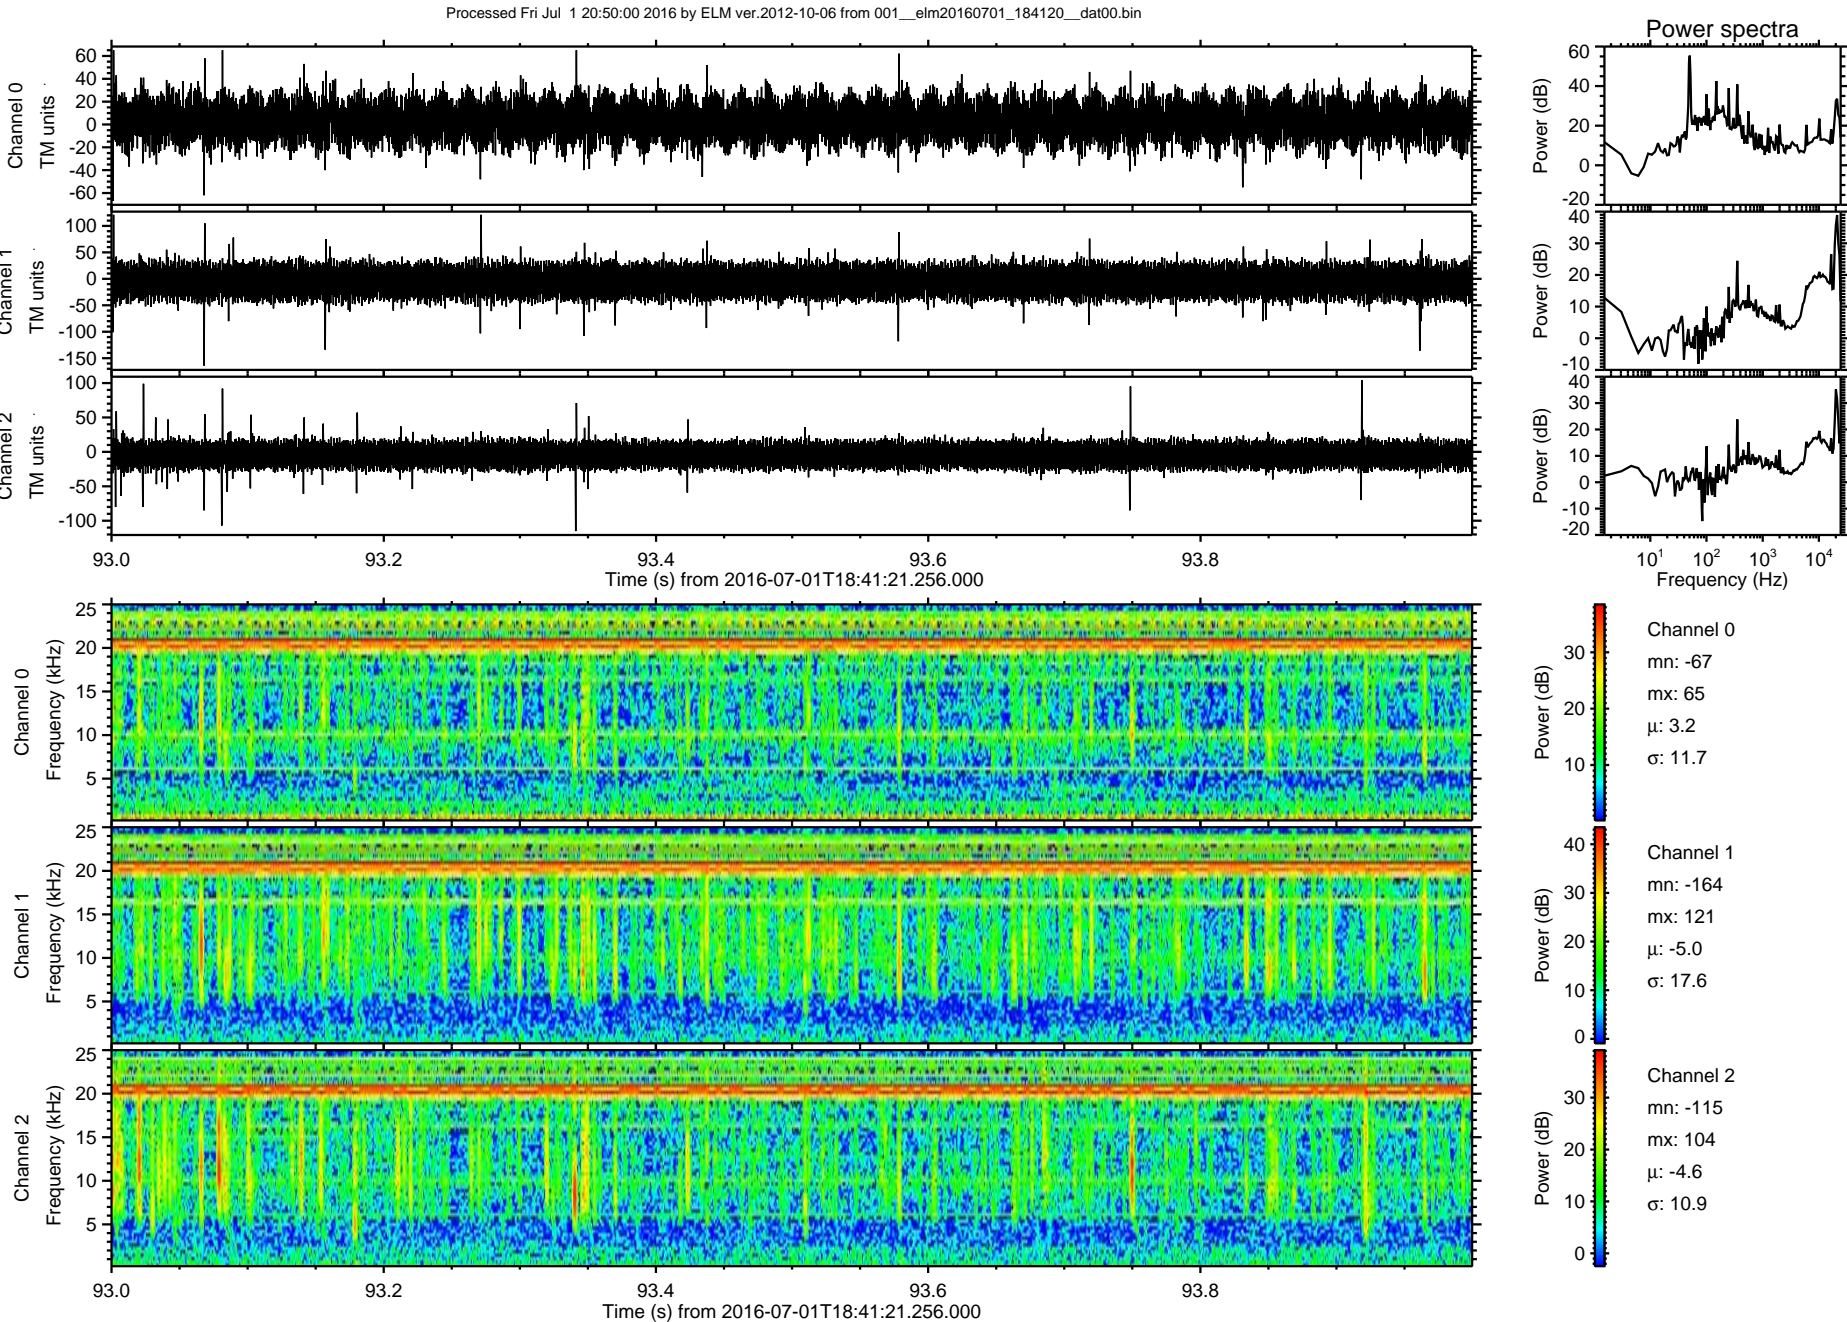 Processed Fri Jul 1 20:50:00 2016 by ELM ver.2012-10-06 from 001__elm20160701_184120__dat00.bin
Power spectra
Channel 0
TM units
60
40
20
0
-20
-40
-60
Power (dB)
60
40
20
0
-20
Channel 1
TM units
100
50
0
-50
-100
-150
Power (dB)
40
30
20
10
0
-10
Channel 2
TM units
100
50
0
-50
-100
Power (dB)
40
30
20
10
0
-10
-20
93.0 93.2 93.4 93.6 93.8
Time (s) from 2016-07-01T18:41:21.256.000
10^1 10^2 10^3 10^4
Frequency (Hz)
Channel 0
Frequency (kHz)
25
20
15
10
5
Power (dB)
30
20
10
Channel 0
mn: -67
mx: 65
μ: 3.2
σ: 11.7
Channel 1
Frequency (kHz)
25
20
15
10
5
Power (dB)
40
30
20
10
0
Channel 1
mn: -164
mx: 121
μ: -5.0
σ: 17.6
Channel 2
Frequency (kHz)
25
20
15
10
5
Power (dB)
30
20
10
0
Channel 2
mn: -115
mx: 104
μ: -4.6
σ: 10.9
93.0 93.2 93.4 93.6 93.8
Time (s) from 2016-07-01T18:41:21.256.000